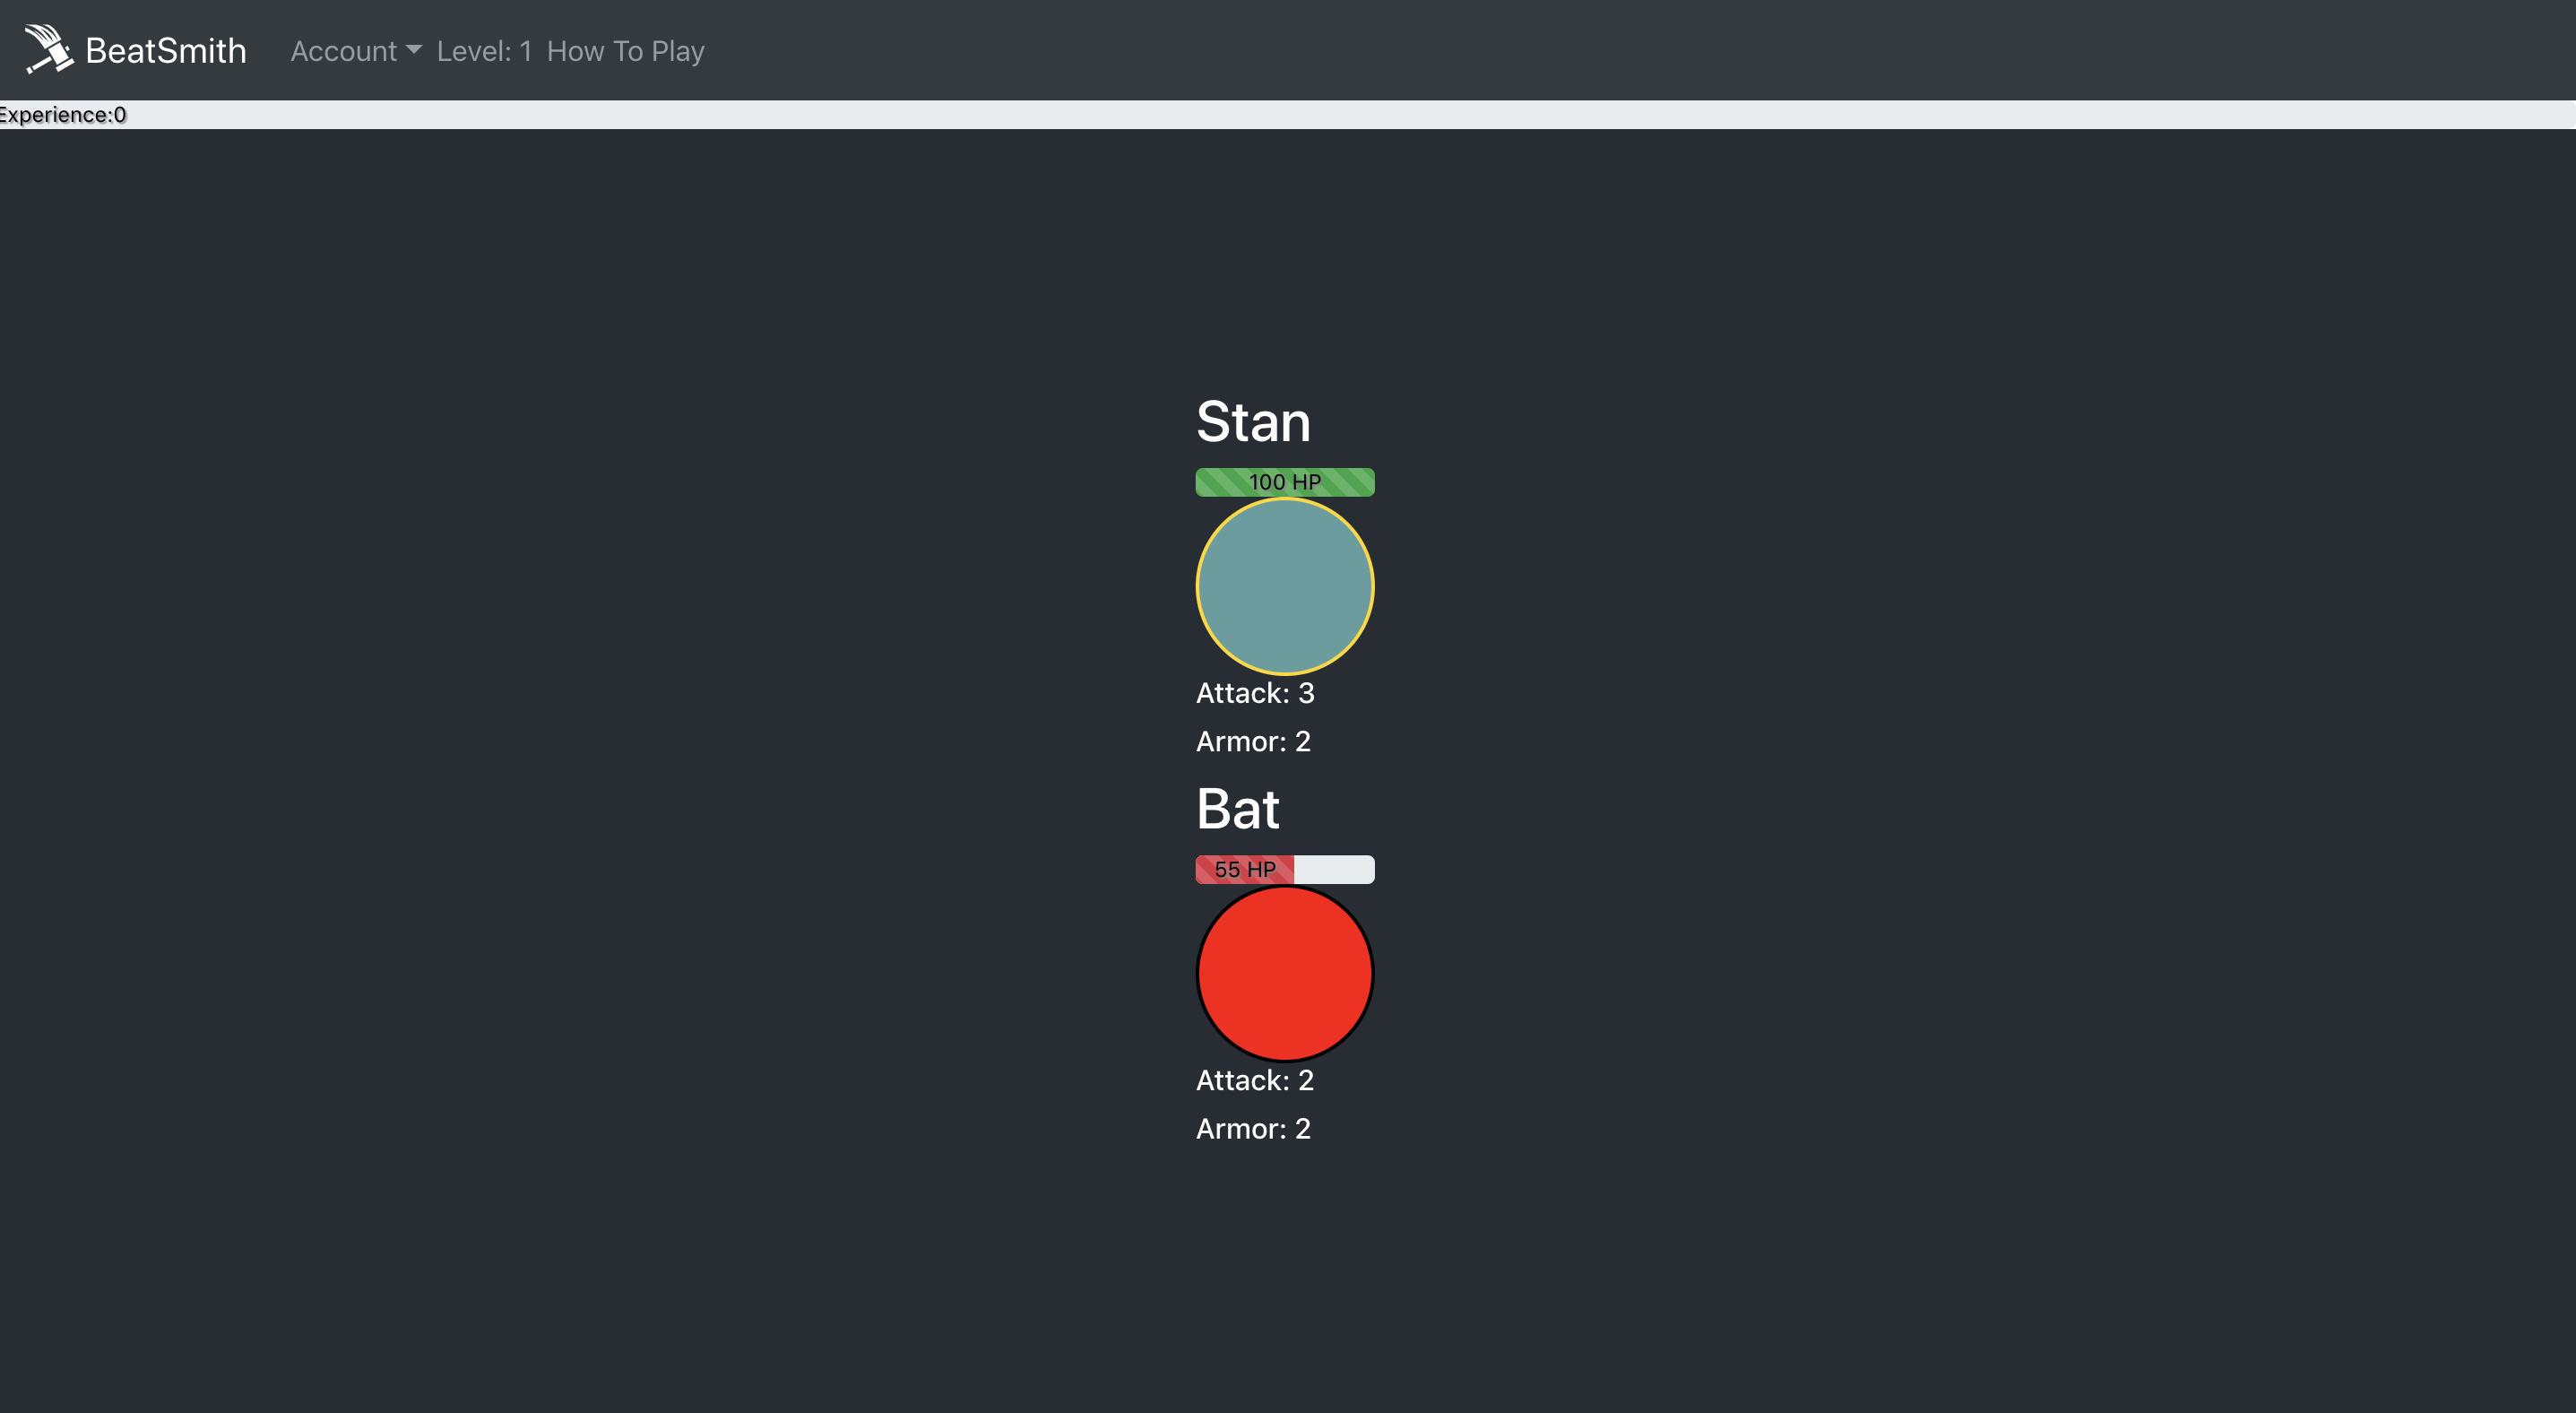 BeatSmith Account Level: 1 How To Play
Experience:0
Stan
100 HP
Attack: 3
Armor: 2
Bat
55 HP
Attack: 2
Armor: 2